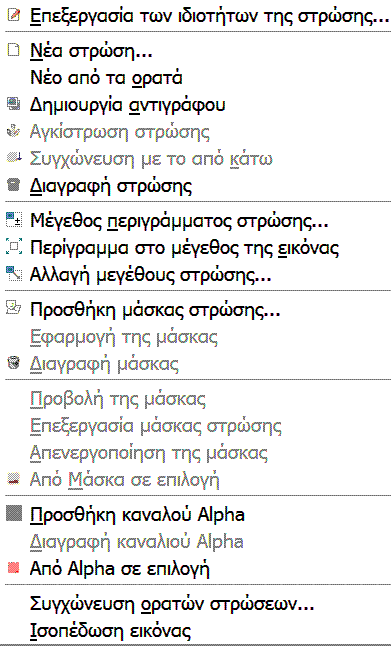 Επεξεργασία των ιδιοτήτων της στρώσης...
Νέα στρώση...
Νέο από τα ορατά
Δημιουργία αντιγράφου
Αγκίστρωση στρώσης
Συγχώνευση με το από κάτω
Διαγραφή στρώσης
Μέγεθος περιγράμματος στρώσης...
Περίγραμμα στο μέγεθος της εικόνας
Αλλαγή μεγέθους στρώσης...
Προσθήκη μάσκας στρώσης...
Εφαρμογή της μάσκας
Διαγραφή μάσκας
Προβολή της μάσκας
Επεξεργασία μάσκας στρώσης
Απενεργοποίηση της μάσκας
Από Μάσκα σε επιλογή
Προσθήκη καναλού Alpha
Διαγραφή καναλιού Alpha
Από Alpha σε επιλογή
Συγχώνευση ορατών στρώσεων...
Ισοπέδωση εικόνας